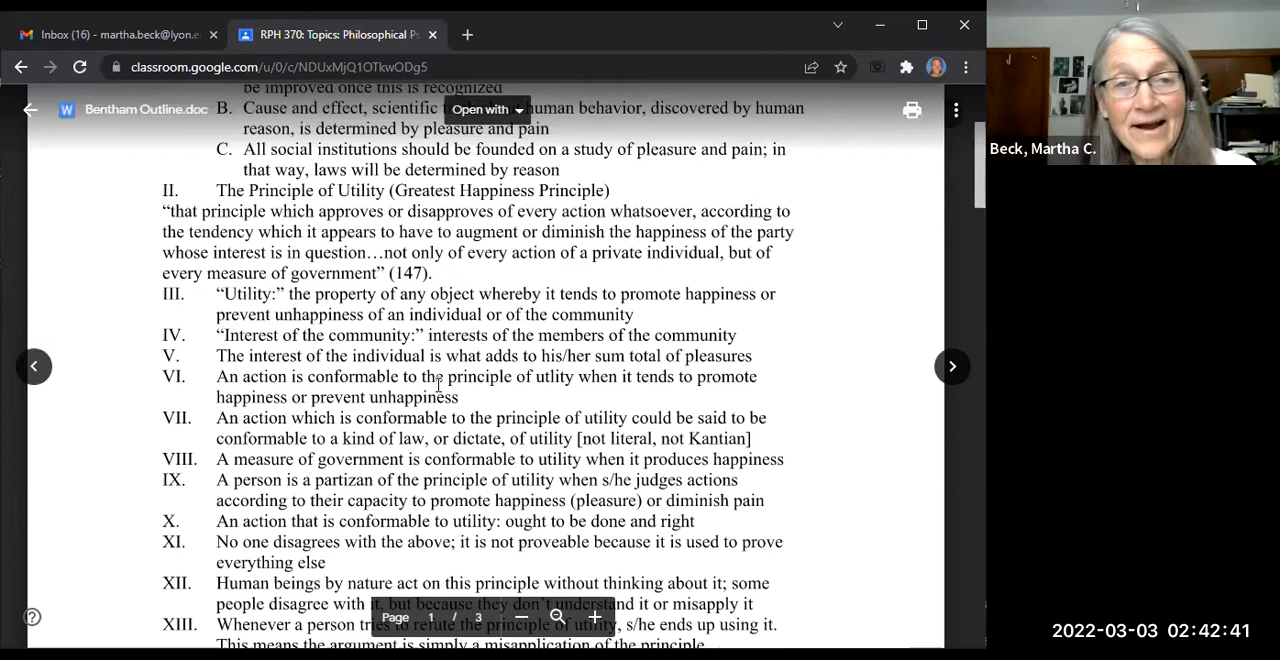 Inbox (16) - martha.beck@lyon.e
RPH 370: Topics: Philosophical Ps
classroom.google.com/u/0/c/NDUxMjQ1OTkwODg5
be improved once this is recognized
Bentham Outline.doc
Open with
B. Cause and effect, scientific human behavior, discovered by human
reason, is determined by pleasure and pain
C. All social institutions should be founded on a study of pleasure and pain; in
that way, laws will be determined by reason
II. The Principle of Utility (Greatest Happiness Principle)
“that principle which approves or disapproves of every action whatsoever, according to
the tendency which it appears to have to augment or diminish the happiness of the party
whose interest is in question…not only of every action of a private individual, but of
every measure of government” (147).
III. “Utility:” the property of any object whereby it tends to promote happiness or
prevent unhappiness of an individual or of the community
IV. “Interest of the community:” interests of the members of the community
V. The interest of the individual is what adds to his/her sum total of pleasures
VI. An action is conformable to the principle of utlity when it tends to promote
happiness or prevent unhappiness
VII. An action which is conformable to the principle of utility could be said to be
conformable to a kind of law, or dictate, of utility [not literal, not Kantian]
VIII. A measure of government is conformable to utility when it produces happiness
IX. A person is a partizan of the principle of utility when s/he judges actions
according to their capacity to promote happiness (pleasure) or diminish pain
X. An action that is conformable to utility: ought to be done and right
XI. No one disagrees with the above; it is not proveable because it is used to prove
everything else
XII. Human beings by nature act on this principle without thinking about it; some
people disagree with it, but because they don’t understand it or misapply it
XIII. Whenever a person tries to refute the principle of utility, s/he ends up using it.
This means the argument is simply a misapplication of the principle
Page 1 / 3
Beck, Martha C.
2022-03-03 02:42:41